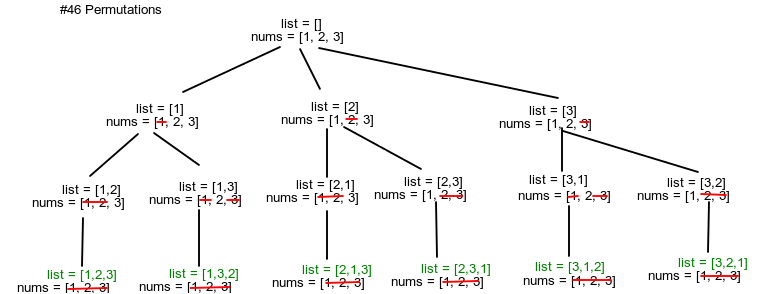 #46 Permutations
list = []
nums = [1, 2, 3]
list = [1]
nums = [1, 2, 3]
list = [2]
nums = [1, 2, 3]
list = [3]
nums = [1, 2, 3]
list = [1,2]
nums = [1, 2, 3]
list = [1,3]
nums = [1, 2, 3]
list = [2,1]
nums = [1, 2, 3]
list = [2,3]
nums = [1, 2, 3]
list = [3,1]
nums = [1, 2, 3]
list = [3,2]
nums = [1, 2, 3]
list = [1,2,3]
nums = [1, 2, 3]
list = [1,3,2]
nums = [1, 2, 3]
list = [2,1,3]
nums = [1, 2, 3]
list = [2,3,1]
nums = [1, 2, 3]
list = [3,1,2]
nums = [1, 2, 3]
list = [3,2,1]
nums = [1, 2, 3]